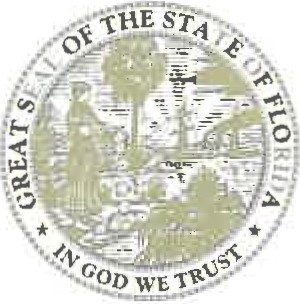 GREAT SEAL OF THE STATE OF FLORIDA
IN GOD WE TRUST